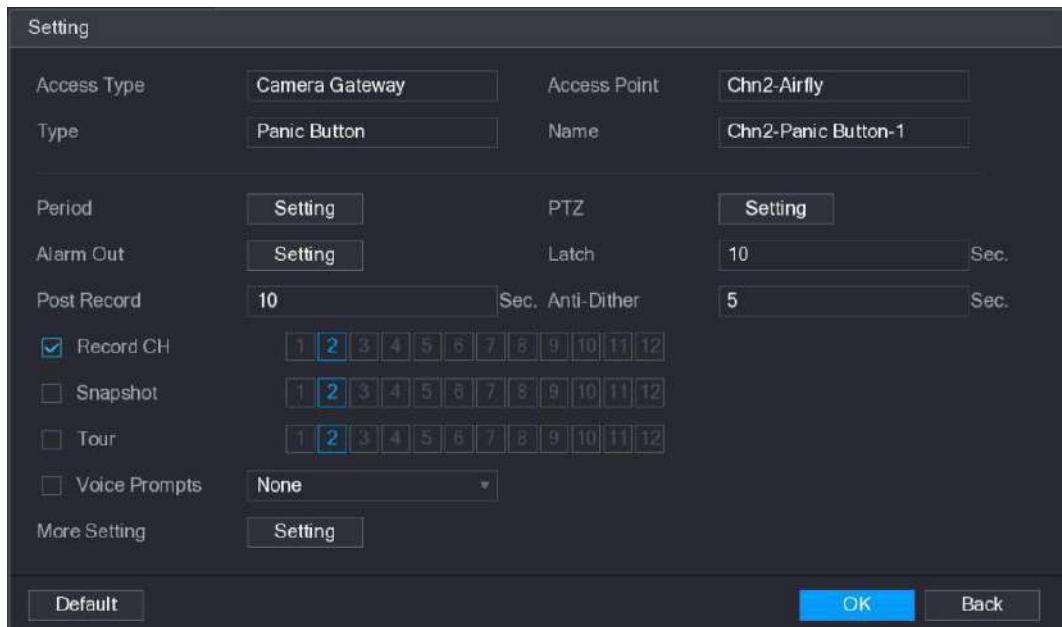 Setting
Access Type Camera Gateway Access Point Chn2-Airfly
Type Panic Button Name Chn2-Panic Button-1
Period Setting PTZ Setting
Alarm Out Setting Latch 10 Sec.
Post Record 10 Sec. Anti-Dither 5 Sec.
Record CH 1 2 3 4 5 6 7 8 9 10 11 12
Snapshot 1 2 3 4 5 6 7 8 9 10 11 12
Tour 1 2 3 4 5 6 7 8 9 10 11 12
Voice Prompts None
More Setting Setting
Default OK Back